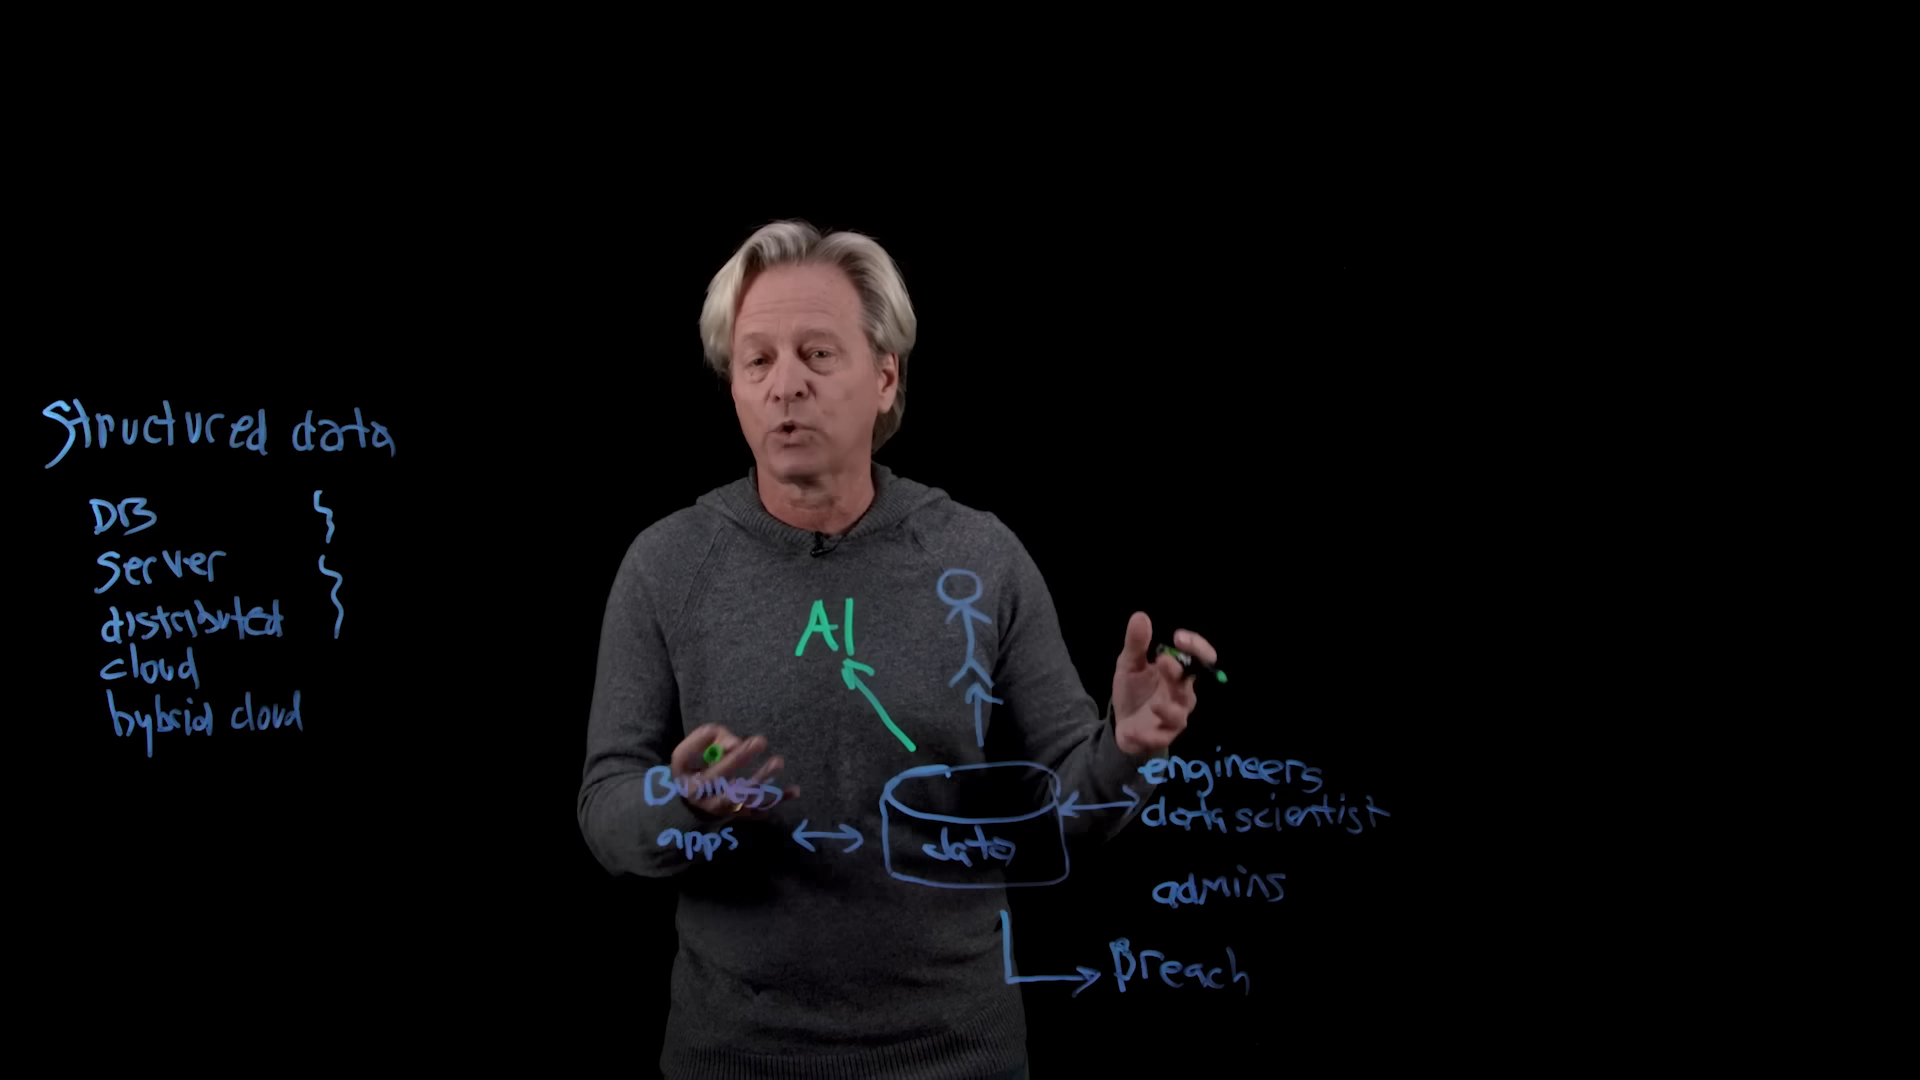 Structured data
DB
Server
distributed
cloud
hybrid cloud
AI
Business
apps
data
engineers
data scientist
admins
Breach